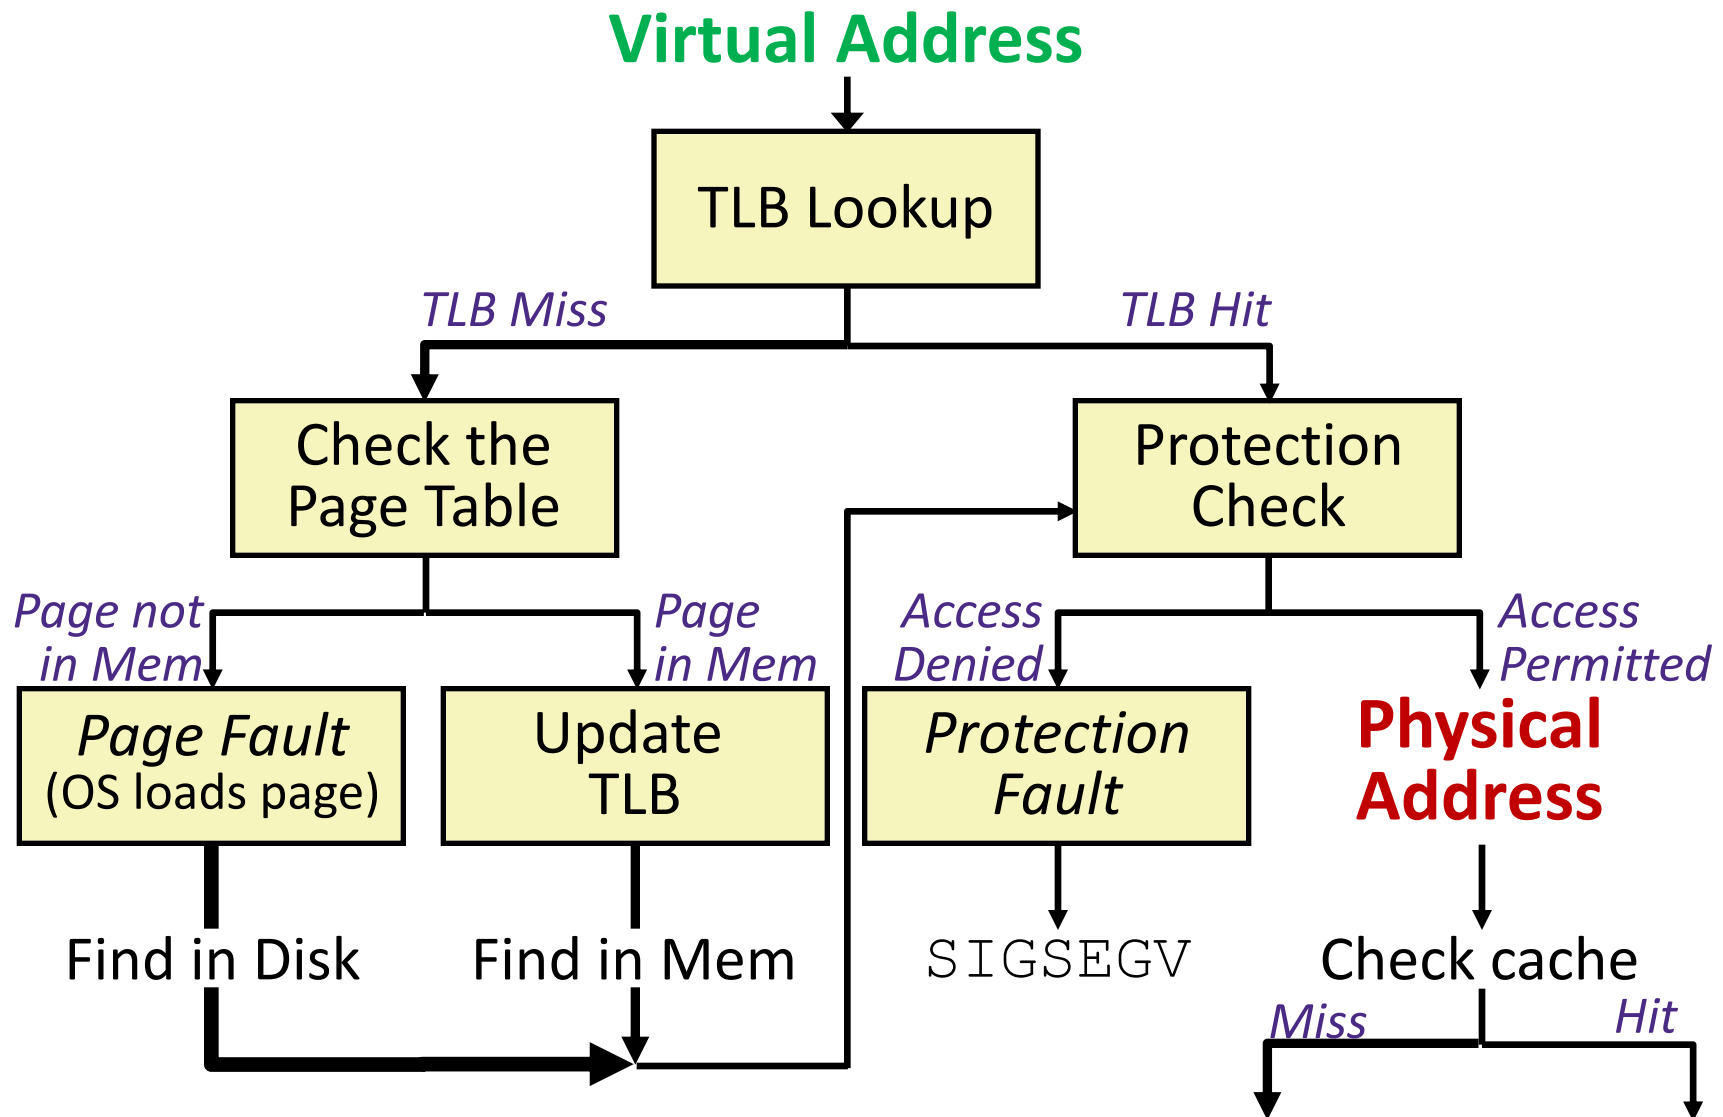 Virtual Address
TLB Lookup
TLB Miss
TLB Hit
Check the
Page Table
Protection
Check
Page not
in Mem
Page
in Mem
Access
Denied
Access
Permitted
Page Fault
(OS loads page)
Update
TLB
Protection
Fault
Physical
Address
Find in Disk
Find in Mem
SIGSEGV
Check cache
Miss
Hit